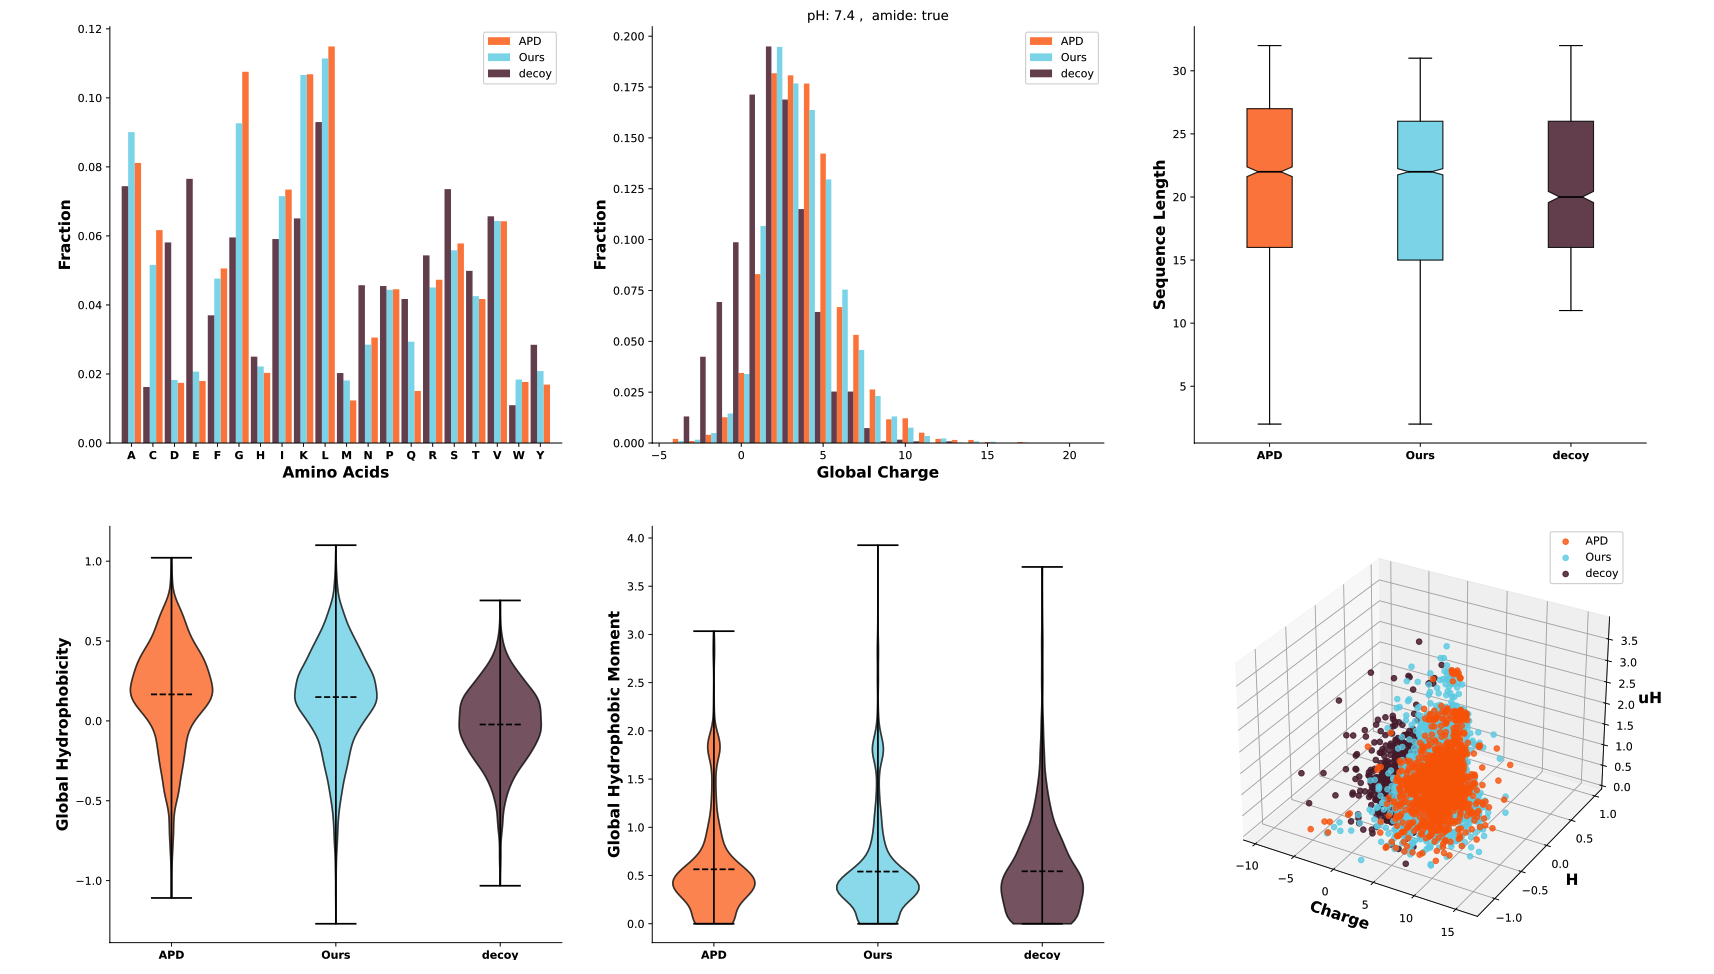 pH: 7.4 , amide: true
0.12
0.10
0.08
0.06
0.04
0.02
0.00
Fraction
APD
Ours
decoy
A C D E F G H I K L M N P Q R S T V W Y
Amino Acids
0.200
0.175
0.150
0.125
0.100
0.075
0.050
0.025
0.000
Fraction
APD
Ours
decoy
−5 0 5 10 15 20
Global Charge
30
25
20
15
10
5
Sequence Length
APD Ours decoy
1.0
0.5
0.0
−0.5
−1.0
Global Hydrophobicity
APD Ours decoy
4.0
3.5
3.0
2.5
2.0
1.5
1.0
0.5
0.0
Global Hydrophobic Moment
APD Ours decoy
APD
Ours
decoy
3.5
3.0
2.5
2.0
1.5
1.0
0.5
0.0
uH
1.0
0.5
0.0
−0.5
−1.0
H
−10
−5
0
5
10
15
Charge